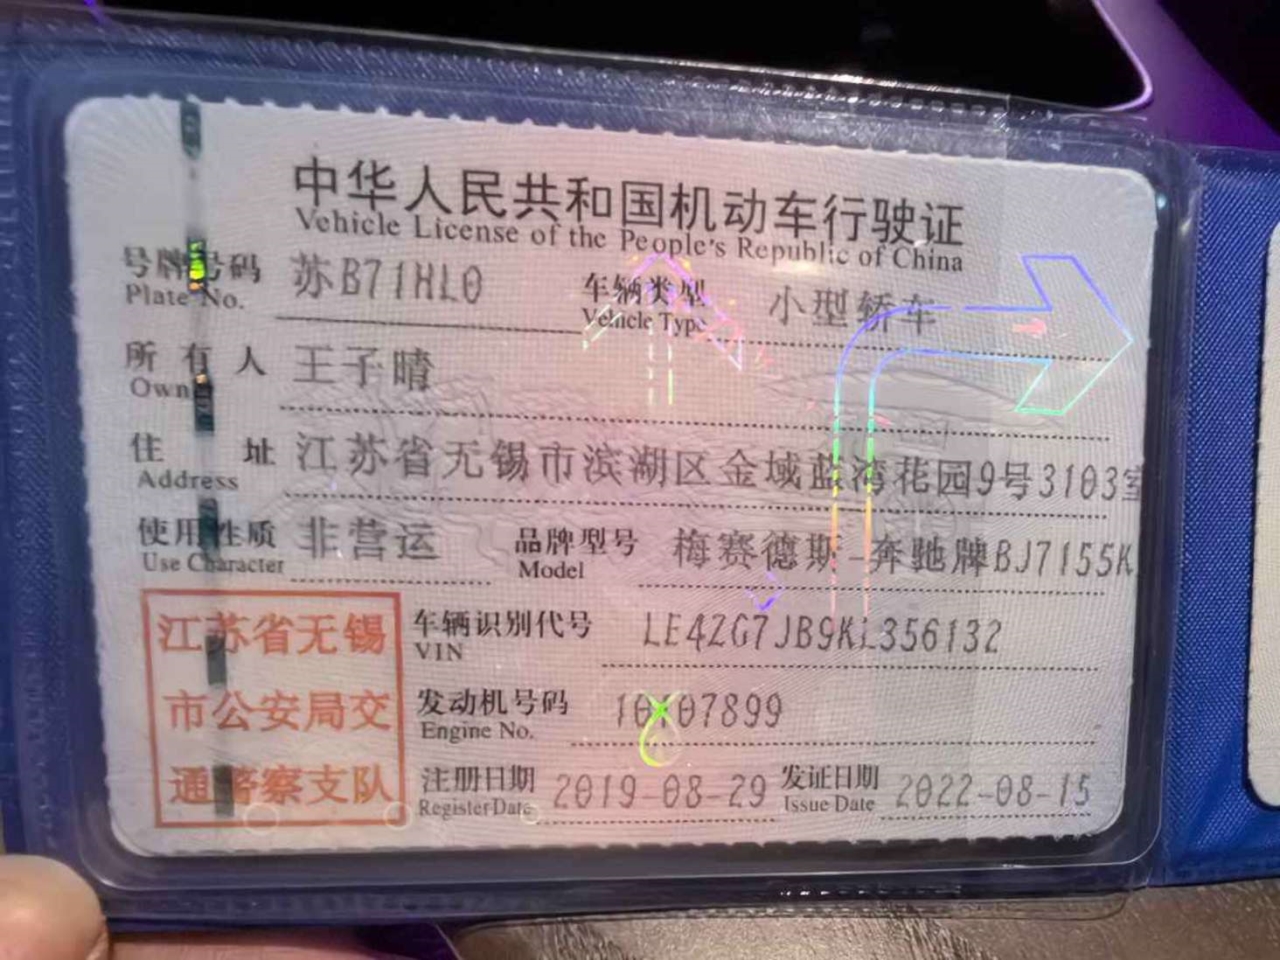 中华人民共和国机动车行驶证
Vehicle License of the People's Republic of China
号牌号码 苏B71HL0 车辆类型 小型轿车
Plate No. Vehicle Type
所有人 王子晴
Own
住址 江苏省无锡市滨湖区金域蓝湾花园9号3103室
Address
使用性质 非营运 品牌型号 梅赛德斯-奔驰牌BJ7155K
Use Character Model
江苏省无锡
市公安局交
通警察支队
车辆识别代号 LE4ZG7JB9KL356132
VIN
发动机号码 10107899
Engine No.
注册日期 2019-08-29 发证日期 2022-08-15
Register Date Issue Date